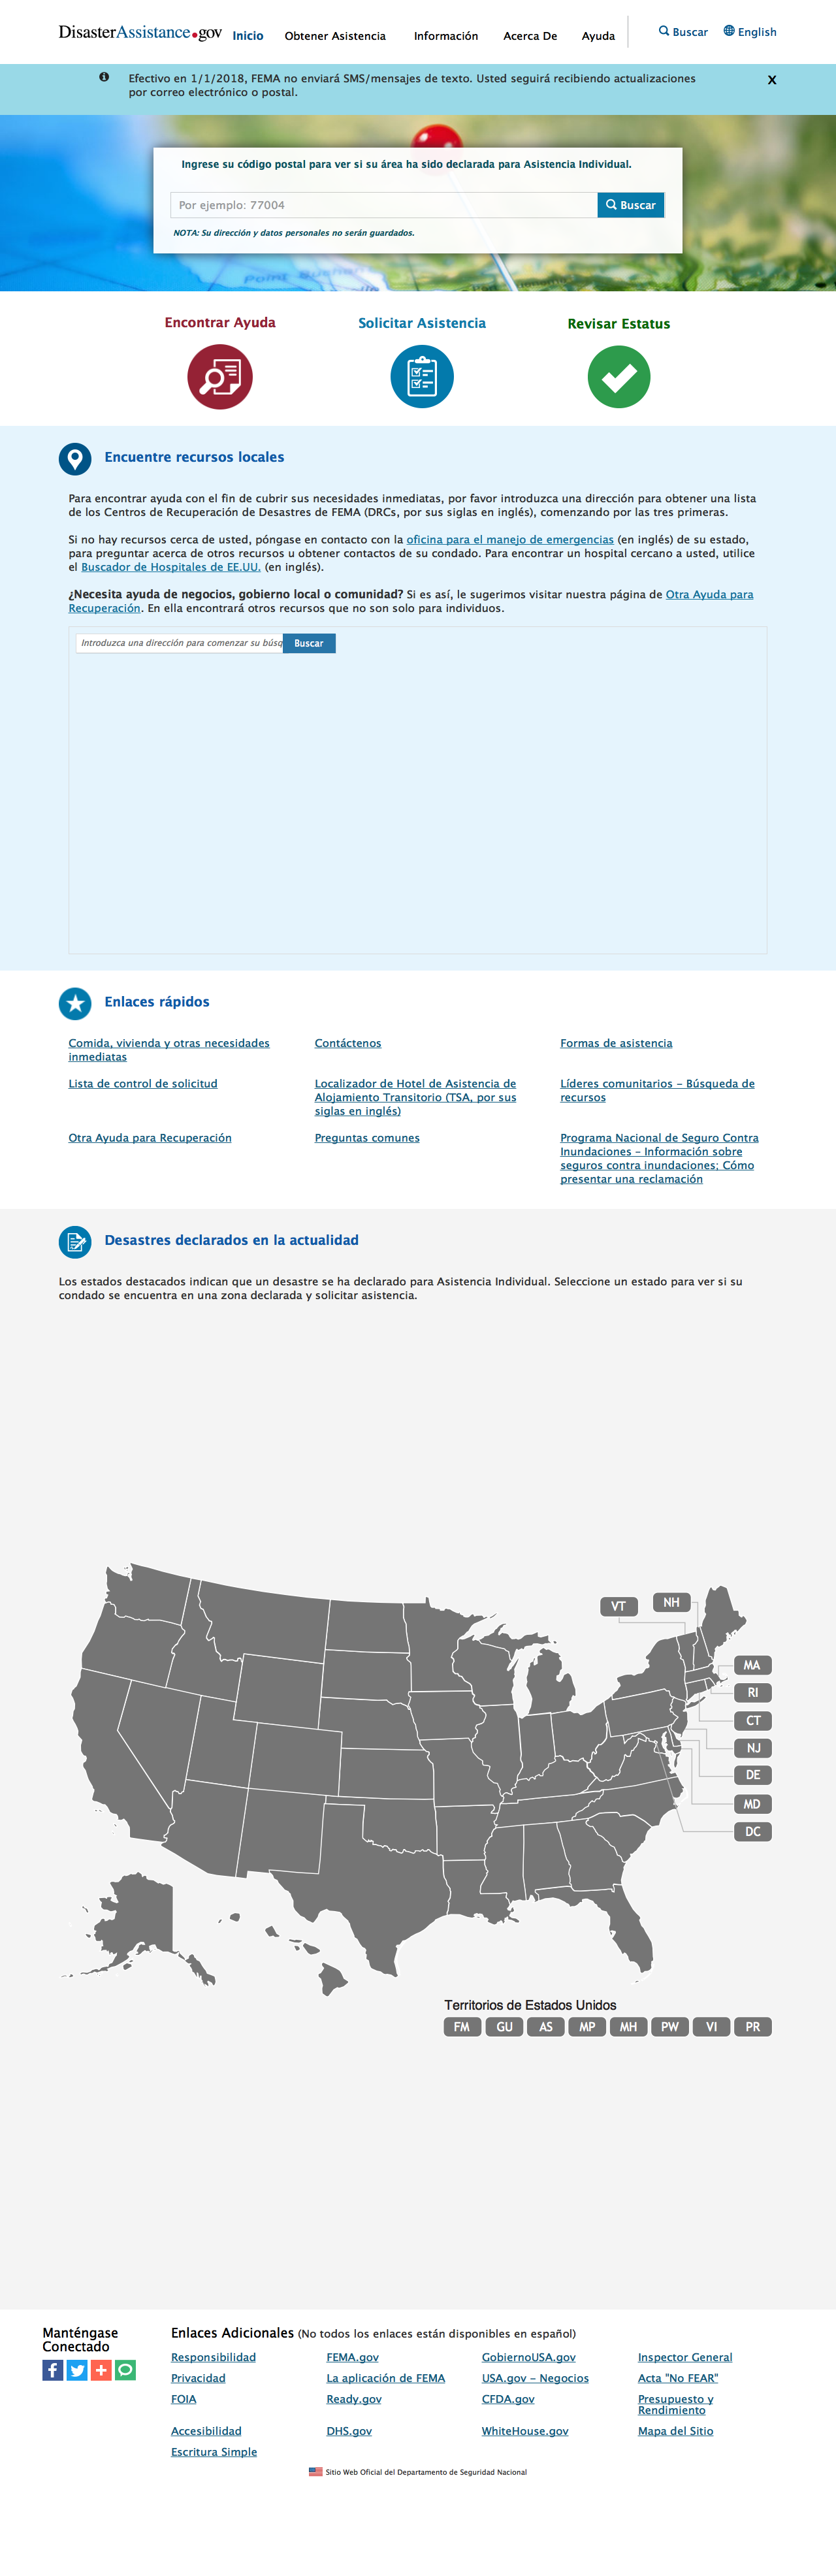 DisasterAssistance.gov
Inicio
Obtener Asistencia
Información
Acerca De
Ayuda
Buscar
English
Efectivo en 1/1/2018, FEMA no enviará SMS/mensajes de texto. Usted seguirá recibiendo actualizaciones
por correo electrónico o postal.
X
Ingrese su código postal para ver si su área ha sido declarada para Asistencia Individual.
Por ejemplo: 77004
Buscar
NOTA: Su dirección y datos personales no serán guardados.
Encontrar Ayuda
Solicitar Asistencia
Revisar Estatus
Encuentre recursos locales
Para encontrar ayuda con el fin de cubrir sus necesidades inmediatas, por favor introduzca una dirección para obtener una lista
de los Centros de Recuperación de Desastres de FEMA (DRCs, por sus siglas en inglés), comenzando por las tres primeras.
Si no hay recursos cerca de usted, póngase en contacto con la oficina para el manejo de emergencias (en inglés) de su estado,
para preguntar acerca de otros recursos u obtener contactos de su condado. Para encontrar un hospital cercano a usted, utilice
el Buscador de Hospitales de EE.UU. (en inglés).
¿Necesita ayuda de negocios, gobierno local o comunidad? Si es así, le sugerimos visitar nuestra página de Otra Ayuda para
Recuperación. En ella encontrará otros recursos que no son solo para individuos.
Introduzca una dirección para comenzar su búsq
Buscar
Enlaces rápidos
Comida, vivienda y otras necesidades
inmediatas
Contáctenos
Formas de asistencia
Lista de control de solicitud
Localizador de Hotel de Asistencia de
Alojamiento Transitorio (TSA, por sus
siglas en inglés)
Líderes comunitarios – Búsqueda de
recursos
Otra Ayuda para Recuperación
Preguntas comunes
Programa Nacional de Seguro Contra
Inundaciones – Información sobre
seguros contra inundaciones; Cómo
presentar una reclamación
Desastres declarados en la actualidad
Los estados destacados indican que un desastre se ha declarado para Asistencia Individual. Seleccione un estado para ver si su
condado se encuentra en una zona declarada y solicitar asistencia.
VT
NH
MA
RI
CT
NJ
DE
MD
DC
Territorios de Estados Unidos
FM
GU
AS
MP
MH
PW
VI
PR
Manténgase
Conectado
Enlaces Adicionales (No todos los enlaces están disponibles en español)
Responsibilidad
FEMA.gov
GobiernoUSA.gov
Inspector General
Privacidad
La aplicación de FEMA
USA.gov – Negocios
Acta "No FEAR"
FOIA
Ready.gov
CFDA.gov
Presupuesto y
Rendimiento
Accesibilidad
DHS.gov
WhiteHouse.gov
Mapa del Sitio
Escritura Simple
Sitio Web Oficial del Departamento de Seguridad Nacional